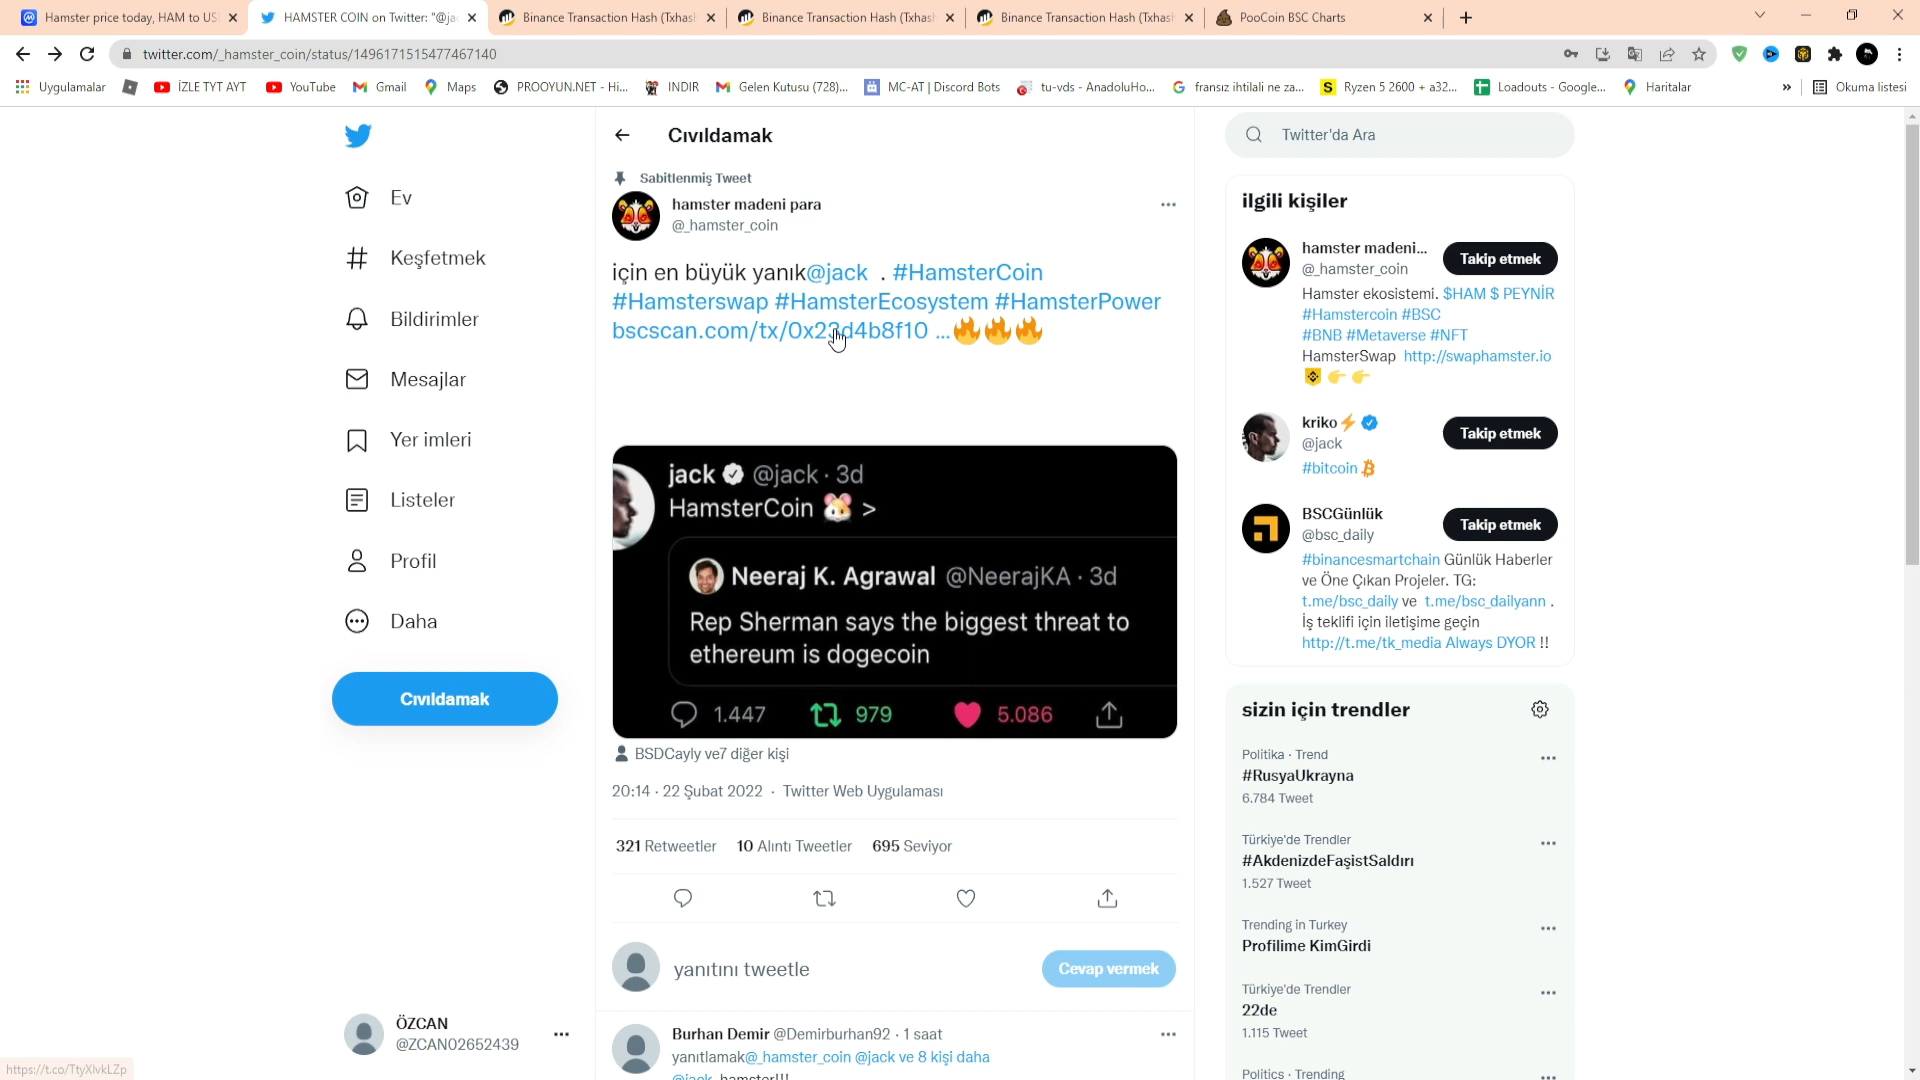 Hamster price today, HAM to US
HAMSTER COIN on Twitter: "@ja
Binance Transaction Hash (Txhas
Binance Transaction Hash (Txhas
Binance Transaction Hash (Txhas
PooCoin BSC Charts
twitter.com/_hamster_coin/status/1496171515477467140
Uygulamalar
İZLE TYT AYT
YouTube
Gmail
Maps
PROOYUN.NET - Hi...
INDIR
Gelen Kutusu (728)...
MC-AT | Discord Bots
tu-vds - AnadoluHo...
fransız ihtilali ne za...
Ryzen 5 2600 + a32...
Loadouts - Google...
Haritalar
»
Okuma listesi
Ev
Keşfetmek
Bildirimler
Mesajlar
Yer imleri
Listeler
Profil
Daha
Cıvıldamak
ÖZCAN
@ZCAN02652439
https://t.co/TtyXlvkLZp
Cıvıldamak
Sabitlenmiş Tweet
hamster madeni para
@_hamster_coin
için en büyük yanık@jack . #HamsterCoin
#Hamsterswap #HamsterEcosystem #HamsterPower
bscscan.com/tx/0x23d4b8f10 ...🔥🔥🔥
jack @jack · 3d
HamsterCoin 🐹 >
Neeraj K. Agrawal @NeerajKA · 3d
Rep Sherman says the biggest threat to
ethereum is dogecoin
1.447 979 5.086
BSDCayly ve7 diğer kişi
20:14 · 22 Şubat 2022 · Twitter Web Uygulaması
321 Retweetler 10 Alıntı Tweetler 695 Seviyor
yanıtını tweetle
Cevap vermek
Burhan Demir @Demirburhan92 · 1 saat
yanıtlamak@_hamster_coin @jack ve 8 kişi daha
@jack hamster!!!
Twitter'da Ara
ilgili kişiler
hamster madeni...
@_hamster_coin
Takip etmek
Hamster ekosistemi. $HAM $ PEYNİR
#Hamstercoin #BSC
#BNB #Metaverse #NFT
HamsterSwap http://swaphamster.io
👉👉
kriko⚡
@jack
Takip etmek
#bitcoin
BSCGünlük
@bsc_daily
Takip etmek
#binancesmartchain Günlük Haberler
ve Öne Çıkan Projeler. TG:
t.me/bsc_daily ve t.me/bsc_dailyann .
İş teklifi için iletişime geçin
http://t.me/tk_media Always DYOR !!
sizin için trendler
Politika · Trend
#RusyaUkrayna
6.784 Tweet
Türkiye'de Trendler
#AkdenizdeFaşistSaldırı
1.527 Tweet
Trending in Turkey
Profilime KimGirdi
Türkiye'de Trendler
22de
1.115 Tweet
Politics · Trending